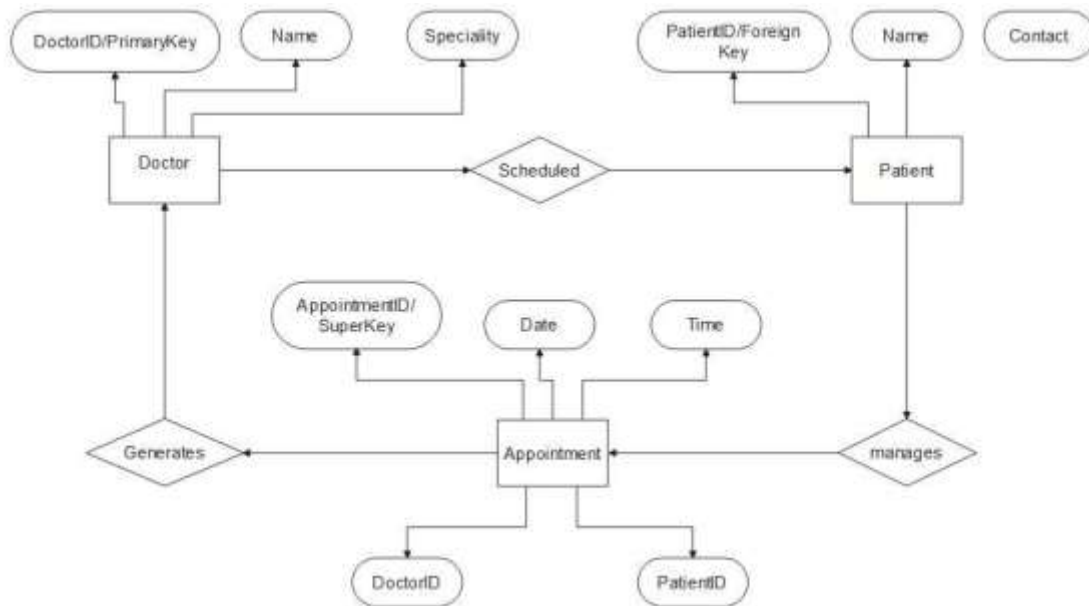 DoctorID/PrimaryKey
Name
Speciality
PatientID/Foreign
Key
Name
Contact
Doctor
Scheduled
Patient
AppointmentID/
SuperKey
Date
Time
Generates
Appointment
manages
DoctorID
PatientID